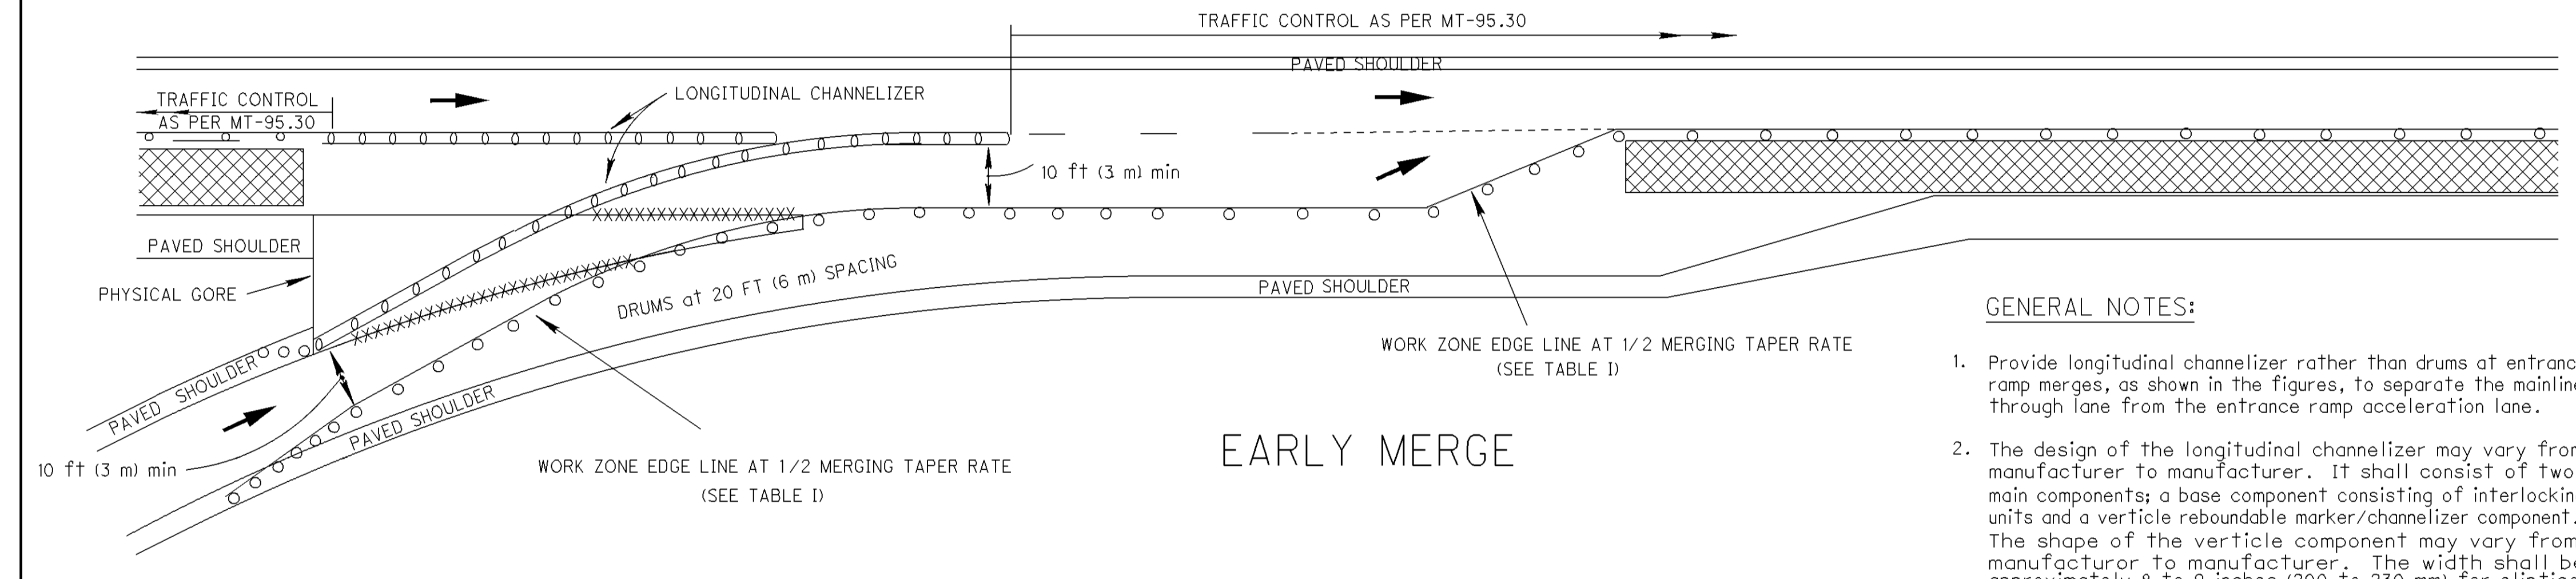 TRAFFIC CONTROL AS PER MT-95.30
PAVED SHOULDER
TRAFFIC CONTROL
AS PER MT-95.30
LONGITUDINAL CHANNELIZER
10 ft (3 m) min
XXXXXXXXXXXXXXXXXX
PAVED SHOULDER
PHYSICAL GORE
DRUMS at 20 FT (6 m) SPACING
PAVED SHOULDER
PAVED SHOULDER
PAVED SHOULDER
10 ft (3 m) min
WORK ZONE EDGE LINE AT 1/2 MERGING TAPER RATE
(SEE TABLE I)
WORK ZONE EDGE LINE AT 1/2 MERGING TAPER RATE
(SEE TABLE I)
EARLY MERGE
GENERAL NOTES:
1. Provide longitudinal channelizer rather than drums at entranc
ramp merges, as shown in the figures, to separate the mainline
through lane from the entrance ramp acceleration lane.
2. The design of the longitudinal channelizer may vary from
manufacturer to manufacturer. It shall consist of two
main components; a base component consisting of interlockin
units and a verticle reboundable marker/channelizer component.
The shape of the verticle component may vary from
manufacturor to manufacturer. The width shall b